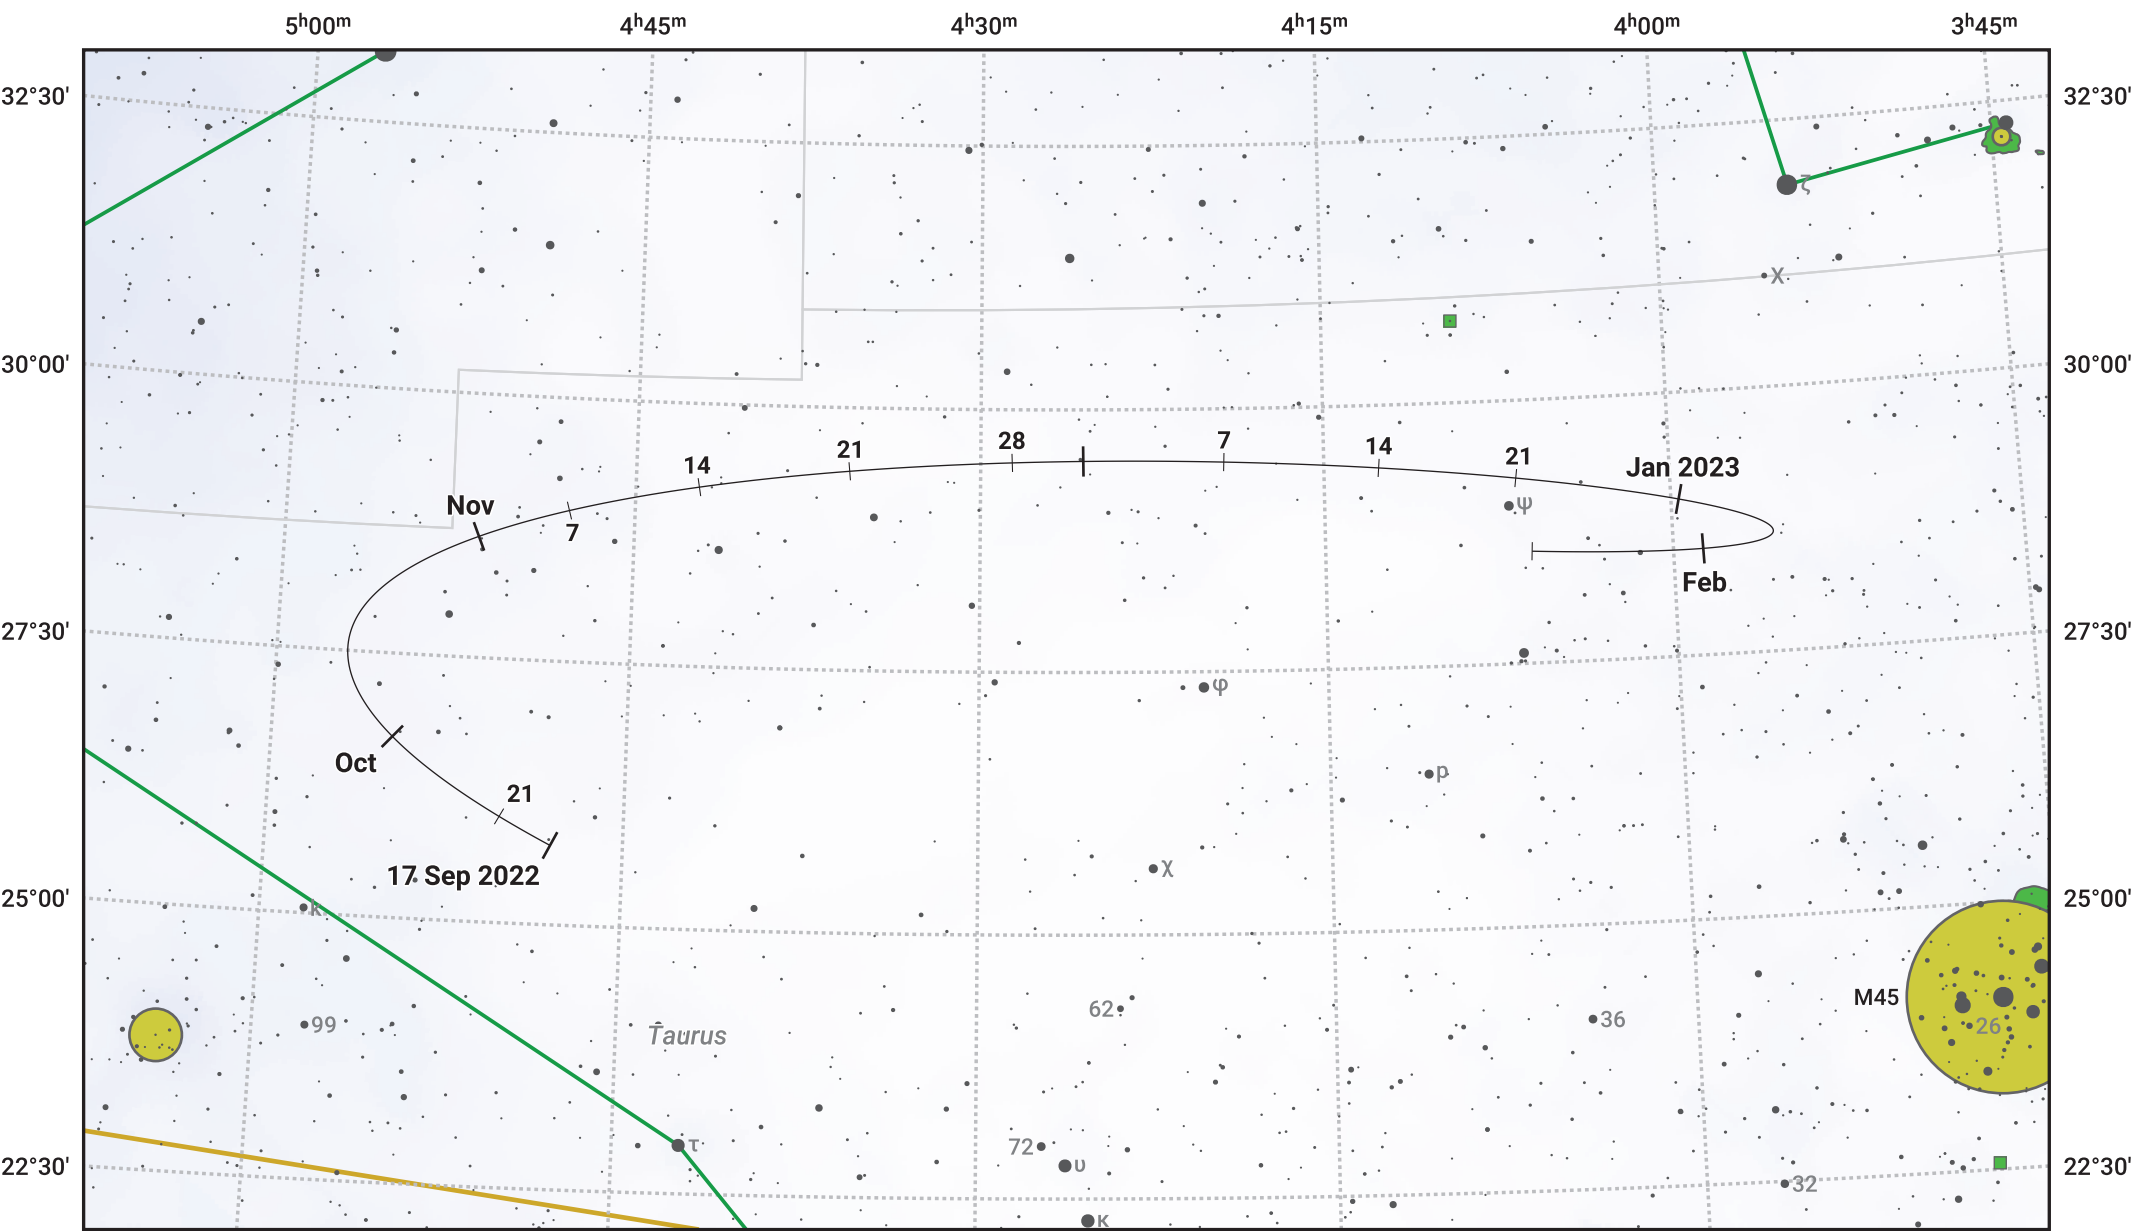 5ʰ00ᵐ 4ʰ45ᵐ 4ʰ30ᵐ 4ʰ15ᵐ 4ʰ00ᵐ 3ʰ45ᵐ
32°30' 32°30'
ζ
χ
30°00' 30°00'
14 21 28 7 14 21 Jan 2023
Nov 7 ψ
Feb
27°30' 27°30'
φ
Oct p
21
17 Sep 2022 χ
25°00' k 25°00'
M45
99 Taurus 62 36 26
τ 72 υ
22°30' 32 22°30'
κ